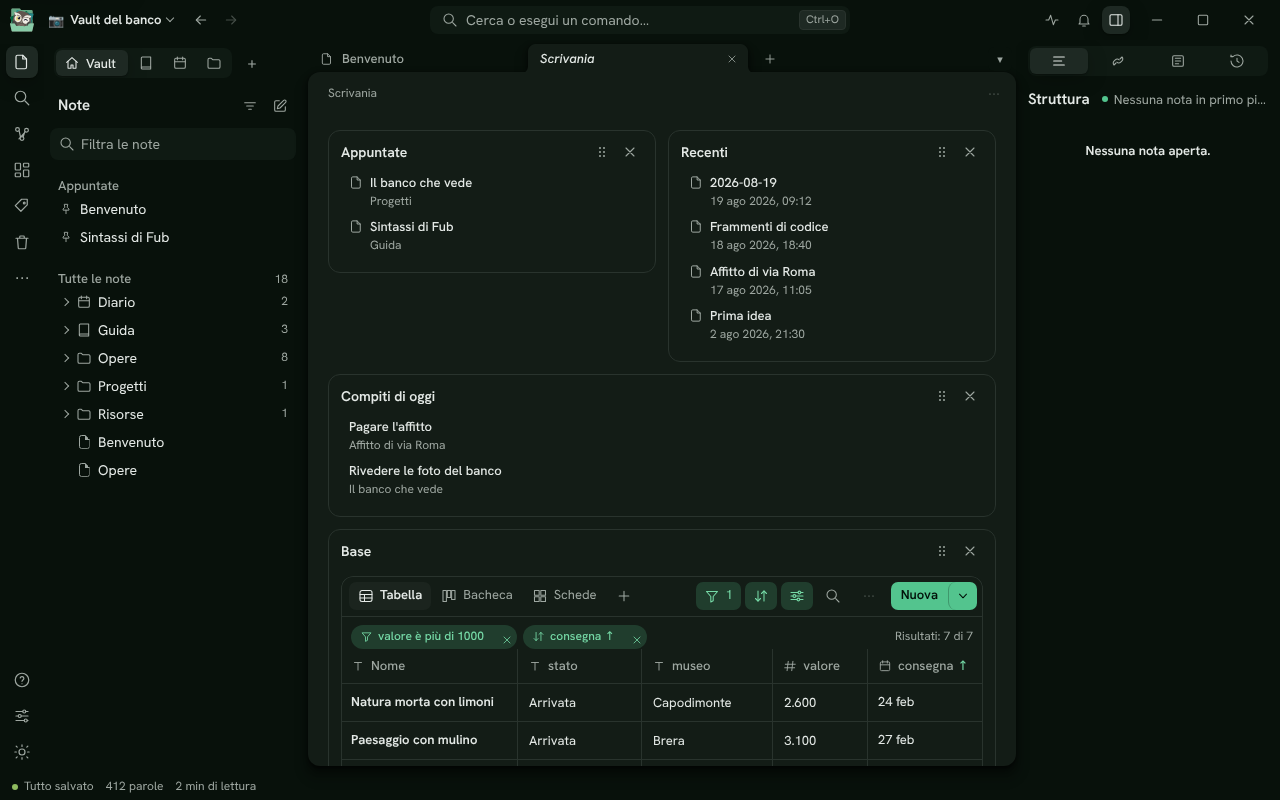 Vault del banco
Cerca o esegui un comando...
Ctrl+O
Vault
Benvenuto
Scrivania
Note
Filtra le note
Appuntate
Benvenuto
Sintassi di Fub
Tutte le note 18
Diario 2
Guida 3
Opere 8
Progetti 1
Risorse 1
Benvenuto
Opere
Scrivania
Appuntate
Il banco che vede
Progetti
Sintassi di Fub
Guida
Recenti
2026-08-19
19 ago 2026, 09:12
Frammenti di codice
18 ago 2026, 18:40
Affitto di via Roma
17 ago 2026, 11:05
Prima idea
2 ago 2026, 21:30
Compiti di oggi
Pagare l'affitto
Affitto di via Roma
Rivedere le foto del banco
Il banco che vede
Base
Tabella Bacheca Schede 1 Nuova
valore è più di 1000 consegna ↑ Risultati: 7 di 7
Nome stato museo valore consegna ↑
Natura morta con limoni Arrivata Capodimonte 2.600 24 feb
Paesaggio con mulino Arrivata Brera 3.100 27 feb
Struttura Nessuna nota in primo pi...
Nessuna nota aperta.
Tutto salvato 412 parole 2 min di lettura